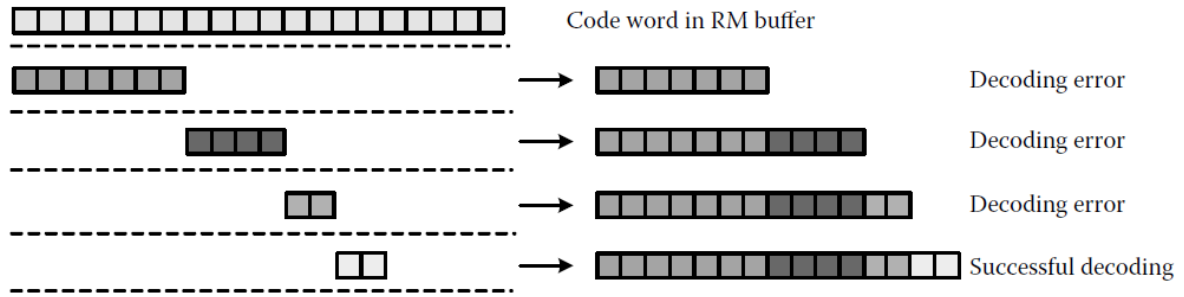 Code word in RM buffer
Decoding error
Decoding error
Decoding error
Successful decoding